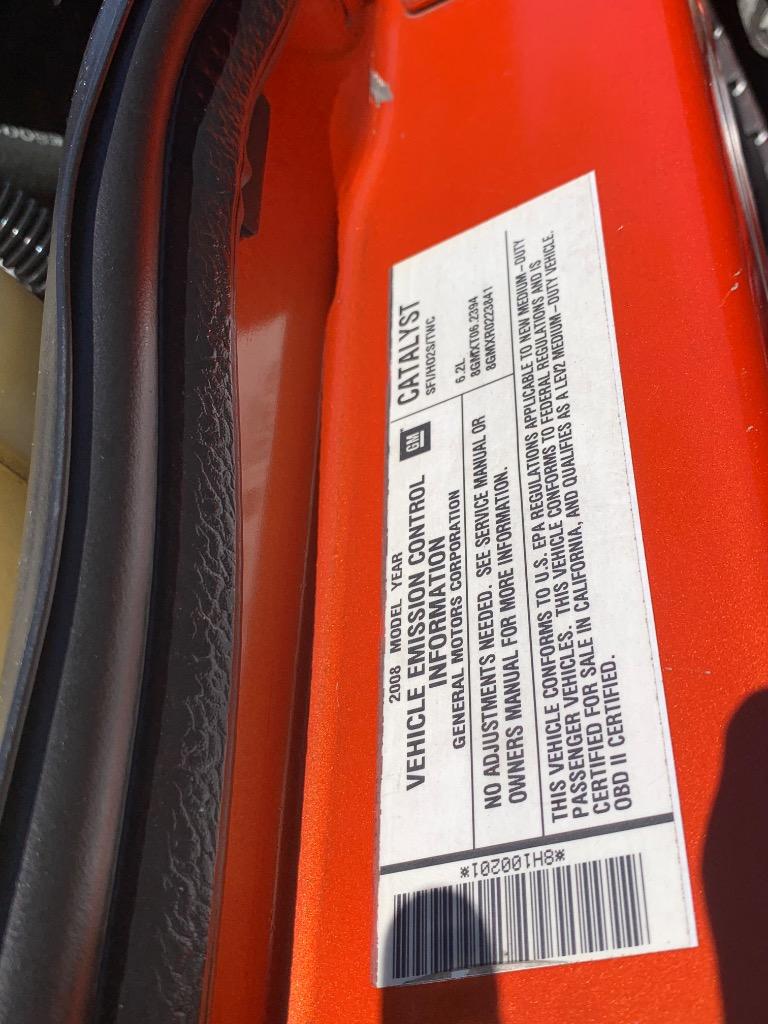 2008 MODEL YEAR
VEHICLE EMISSION CONTROL
INFORMATION
GENERAL MOTORS CORPORATION
GM
CATALYST
SFI/HO2S/TWC
NO ADJUSTMENTS NEEDED. SEE SERVICE MANUAL OR
OWNERS MANUAL FOR MORE INFORMATION.
6.2L
8GMXT06.2394
8GMXR0223841
THIS VEHICLE CONFORMS TO U.S. EPA REGULATIONS APPLICABLE TO NEW MEDIUM-DUTY
PASSENGER VEHICLES. THIS VEHICLE CONFORMS TO FEDERAL REGULATIONS AND IS
CERTIFIED FOR SALE IN CALIFORNIA, AND QUALIFIES AS A LEV2 MEDIUM-DUTY VEHICLE.
OBD II CERTIFIED.
*8H100201*